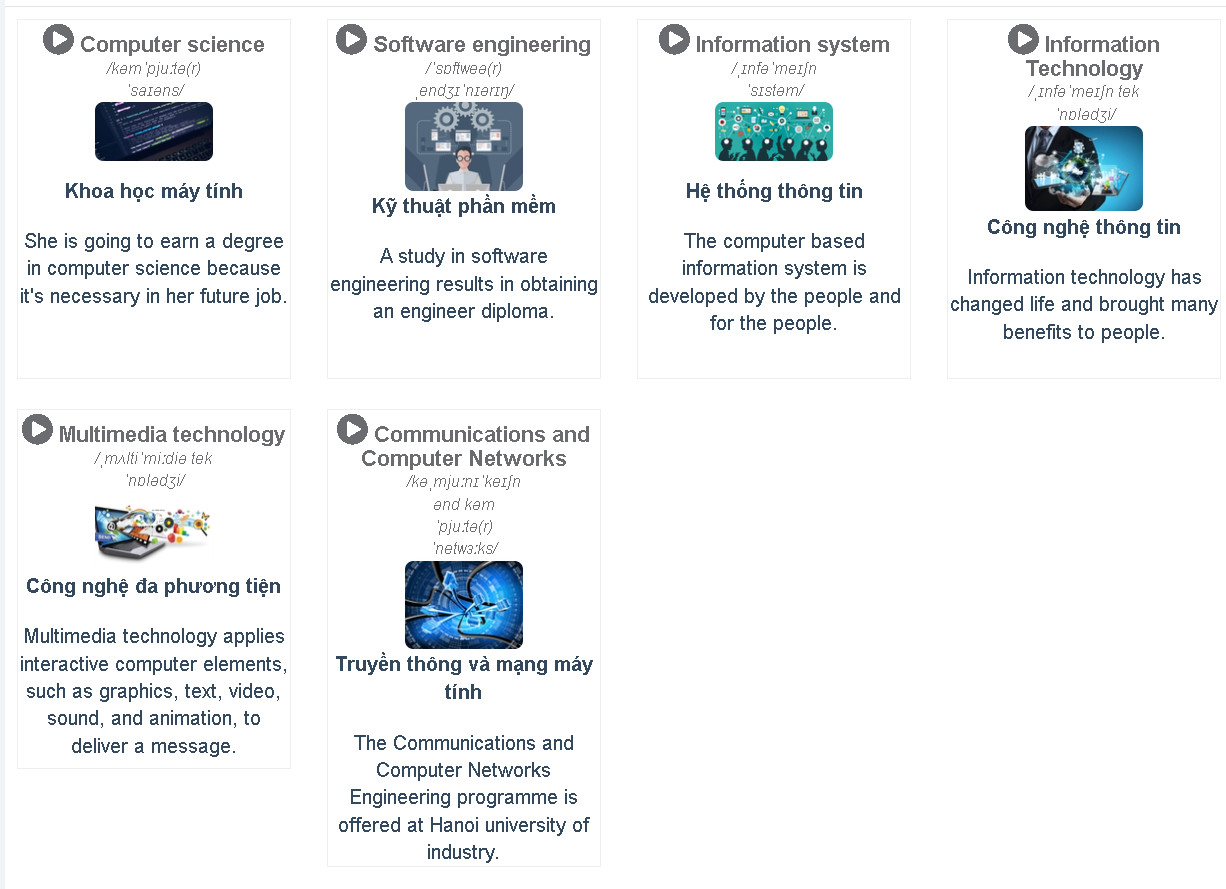 Computer science
/kəmˈpjuːtə(r)
ˈsaɪəns/
Khoa học máy tính
She is going to earn a degree
in computer science because
it's necessary in her future job.
Software engineering
/ˈsɒftweə(r)
ˌendʒɪˈnɪərɪŋ/
Kỹ thuật phần mềm
A study in software
engineering results in obtaining
an engineer diploma.
Information system
/ˌɪnfəˈmeɪʃn
ˈsɪstəm/
Hệ thống thông tin
The computer based
information system is
developed by the people and
for the people.
Information
Technology
/ˌɪnfəˈmeɪʃn tek
ˈnɒlədʒi/
Công nghệ thông tin
Information technology has
changed life and brought many
benefits to people.
Multimedia technology
/ˌmʌltiˈmiːdiə tek
ˈnɒlədʒi/
Công nghệ đa phương tiện
Multimedia technology applies
interactive computer elements,
such as graphics, text, video,
sound, and animation, to
deliver a message.
Communications and
Computer Networks
/kəˌmjuːnɪˈkeɪʃn
ənd kəm
ˈpjuːtə(r)
ˈnetwɜːks/
Truyền thông và mạng máy
tính
The Communications and
Computer Networks
Engineering programme is
offered at Hanoi university of
industry.